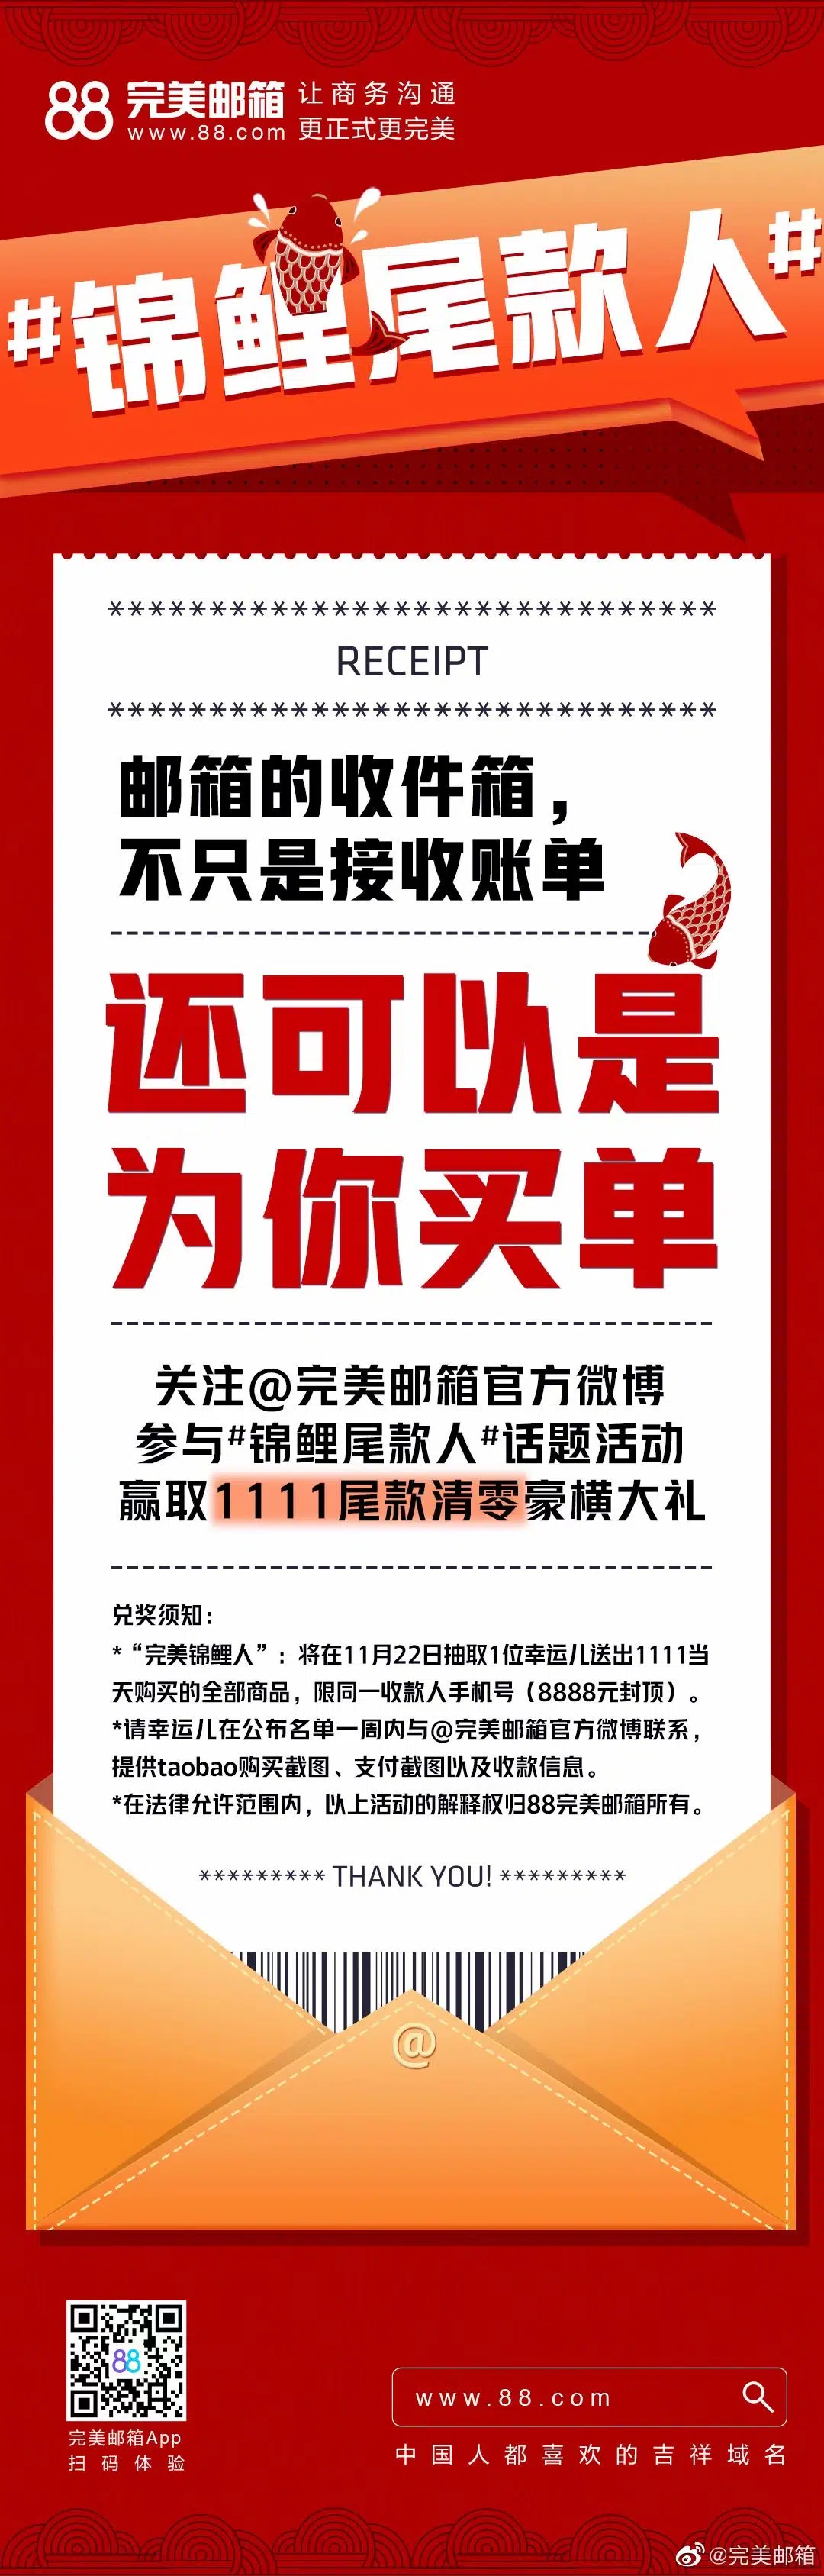 88 完美邮箱 让商务沟通
www.88.com 更正式更完美
#锦鲤尾款人#
*******************************
RECEIPT
*******************************
邮箱的收件箱，
不只是接收账单
还可以是
为你买单
关注@完美邮箱官方微博
参与#锦鲤尾款人#话题活动
赢取1111尾款清零豪横大礼
兑奖须知：
*“完美锦鲤人”：将在11月22日抽取1位幸运儿送出1111当
天购买的全部商品，限同一收款人手机号（8888元封顶）。
*请幸运儿在公布名单一周内与@完美邮箱官方微博联系，
提供taobao购买截图、支付截图以及收款信息。
*在法律允许范围内，以上活动的解释权归88完美邮箱所有。
********* THANK YOU! *********
@
88
完美邮箱App
扫码体验
www.88.com
中国人都喜欢的吉祥域名
@完美邮箱